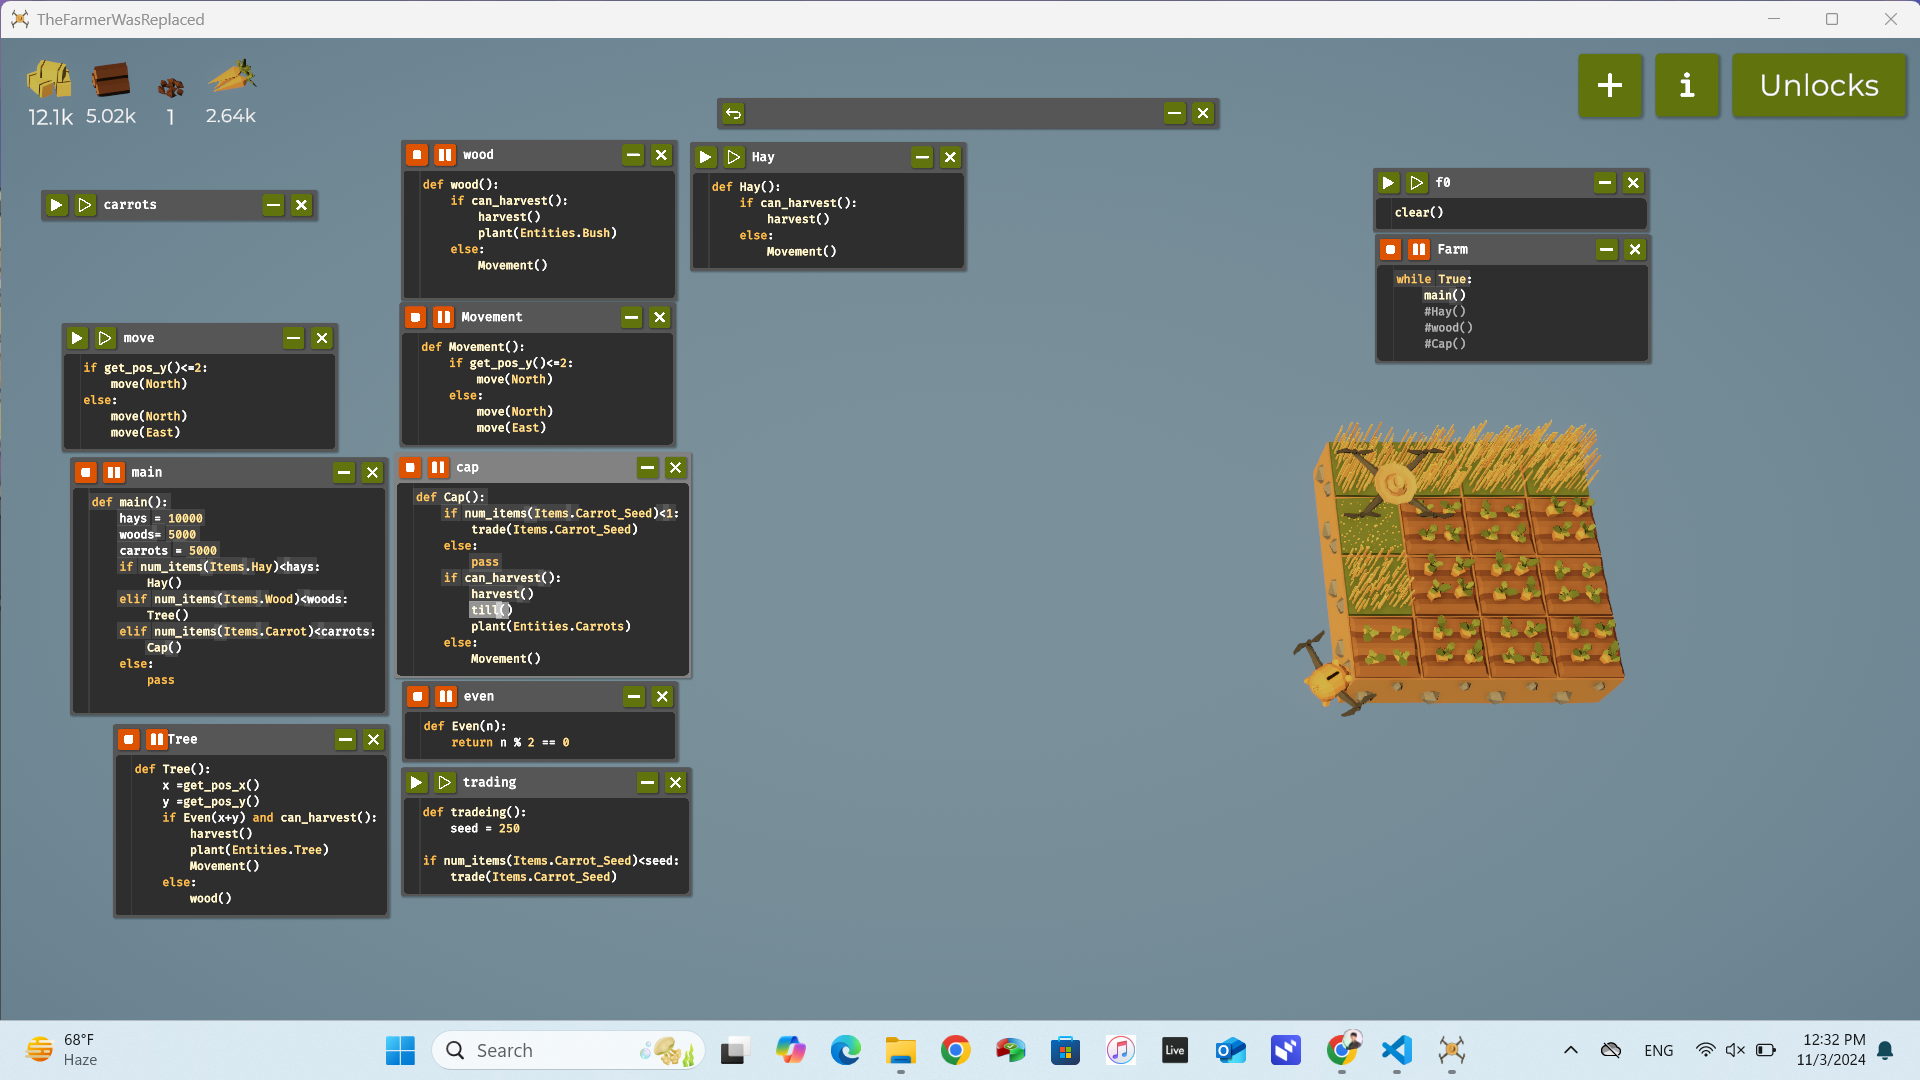 TheFarmerWasReplaced
12.1k 5.02k 1 2.64k
+ i Unlocks
carrots
wood
def wood():
if can_harvest():
harvest()
plant(Entities.Bush)
else:
Movement()
Hay
def Hay():
if can_harvest():
harvest()
else:
Movement()
f0
clear()
Farm
while True:
main()
#Hay()
#wood()
#Cap()
move
if get_pos_y()<=2:
move(North)
else:
move(North)
move(East)
Movement
def Movement():
if get_pos_y()<=2:
move(North)
else:
move(North)
move(East)
main
def main():
hays = 10000
woods= 5000
carrots = 5000
if num_items(Items.Hay)<hays:
Hay()
elif num_items(Items.Wood)<woods:
Tree()
elif num_items(Items.Carrot)<carrots:
Cap()
else:
pass
cap
def Cap():
if num_items(Items.Carrot_Seed)<1:
trade(Items.Carrot_Seed)
else:
pass
if can_harvest():
harvest()
till()
plant(Entities.Carrots)
else:
Movement()
even
def Even(n):
return n % 2 == 0
Tree
def Tree():
x =get_pos_x()
y =get_pos_y()
if Even(x+y) and can_harvest():
harvest()
plant(Entities.Tree)
Movement()
else:
wood()
trading
def tradeing():
seed = 250
if num_items(Items.Carrot_Seed)<seed:
trade(Items.Carrot_Seed)
68°F
Haze
Search
Live
ENG
12:32 PM
11/3/2024